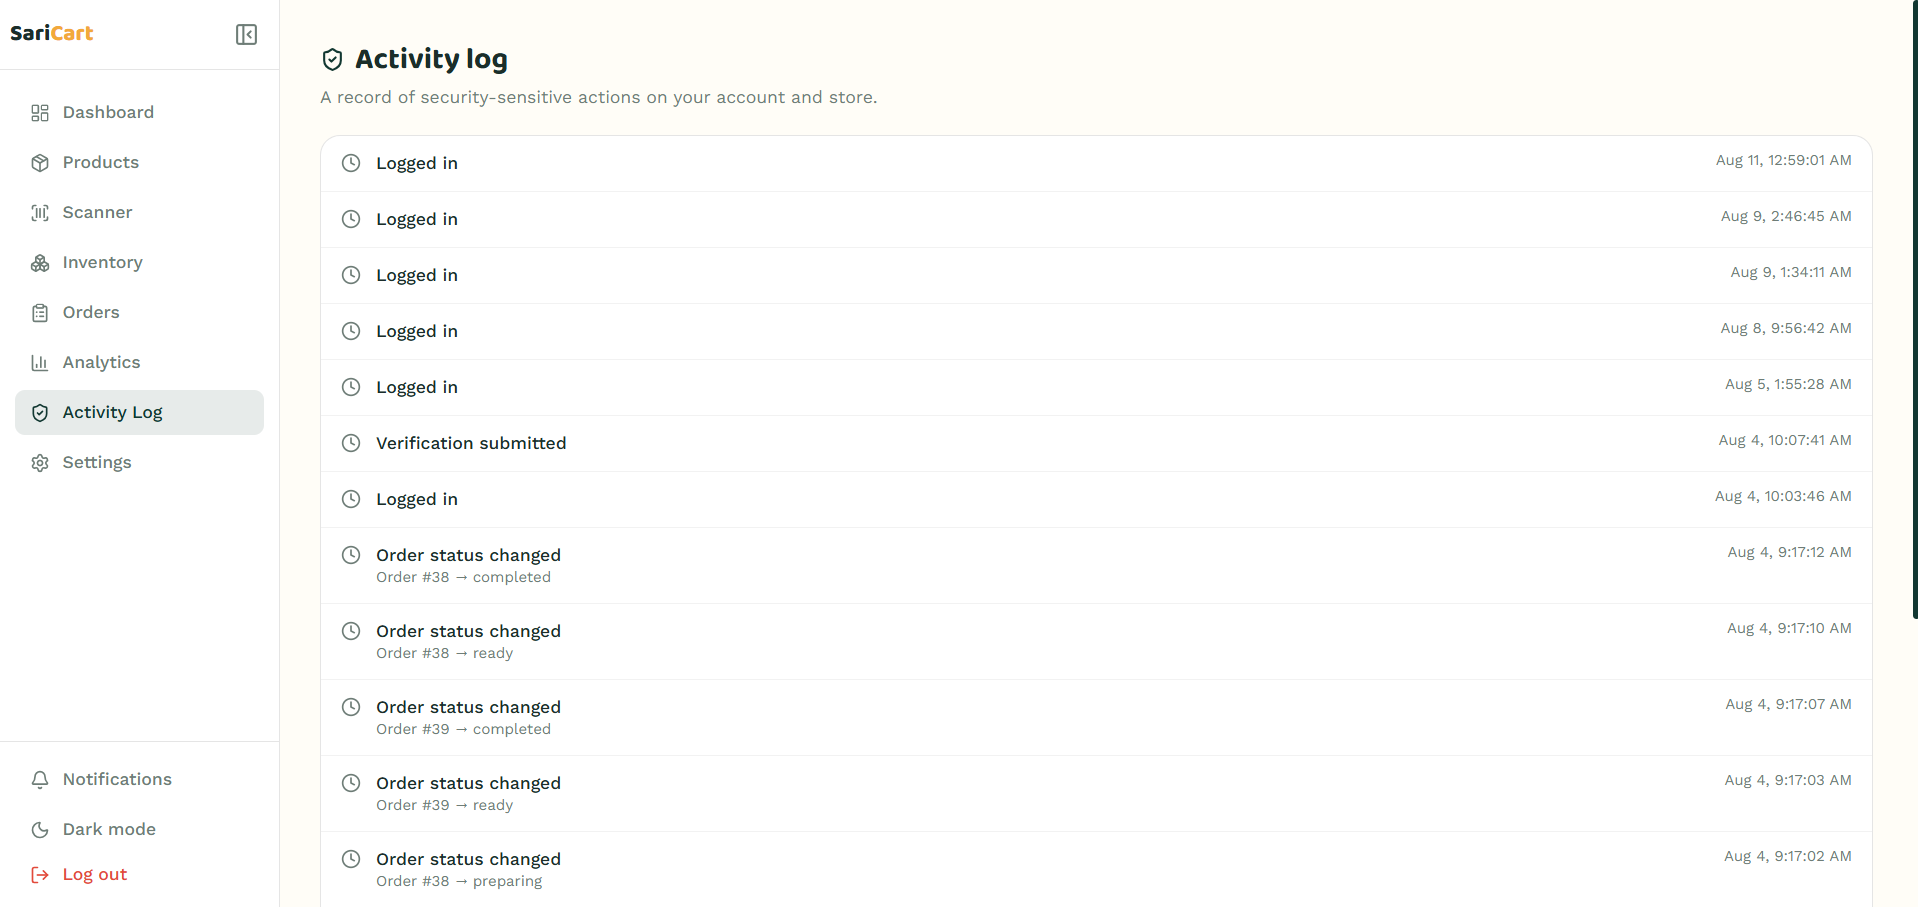 SariCart
Dashboard
Products
Scanner
Inventory
Orders
Analytics
Activity Log
Settings
Notifications
Dark mode
Log out
Activity log
A record of security-sensitive actions on your account and store.
Logged in Aug 11, 12:59:01 AM
Logged in Aug 9, 2:46:45 AM
Logged in Aug 9, 1:34:11 AM
Logged in Aug 8, 9:56:42 AM
Logged in Aug 5, 1:55:28 AM
Verification submitted Aug 4, 10:07:41 AM
Logged in Aug 4, 10:03:46 AM
Order status changed Aug 4, 9:17:12 AM
Order #38 → completed
Order status changed Aug 4, 9:17:10 AM
Order #38 → ready
Order status changed Aug 4, 9:17:07 AM
Order #39 → completed
Order status changed Aug 4, 9:17:03 AM
Order #39 → ready
Order status changed Aug 4, 9:17:02 AM
Order #38 → preparing